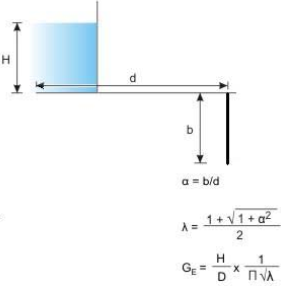 H
d
b
α = b/d
λ = (1 + √(1 + α²)) / 2
G_E = H/D x 1/(Π√λ)